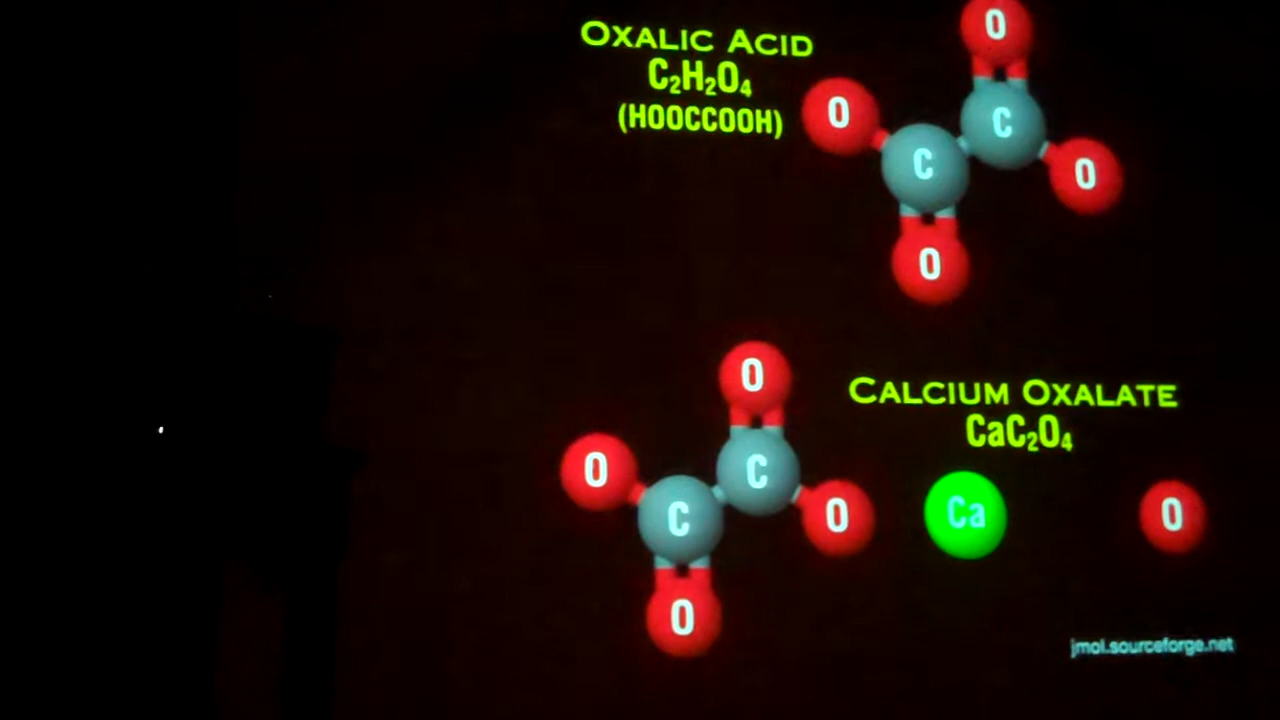 OXALIC ACID
C₂H₂O₄
(HOOCCOOH)
O
O
C
C
O
O
O
CALCIUM OXALATE
CaC₂O₄
O
C
C
O
Ca
O
O
jmol.sourceforge.net